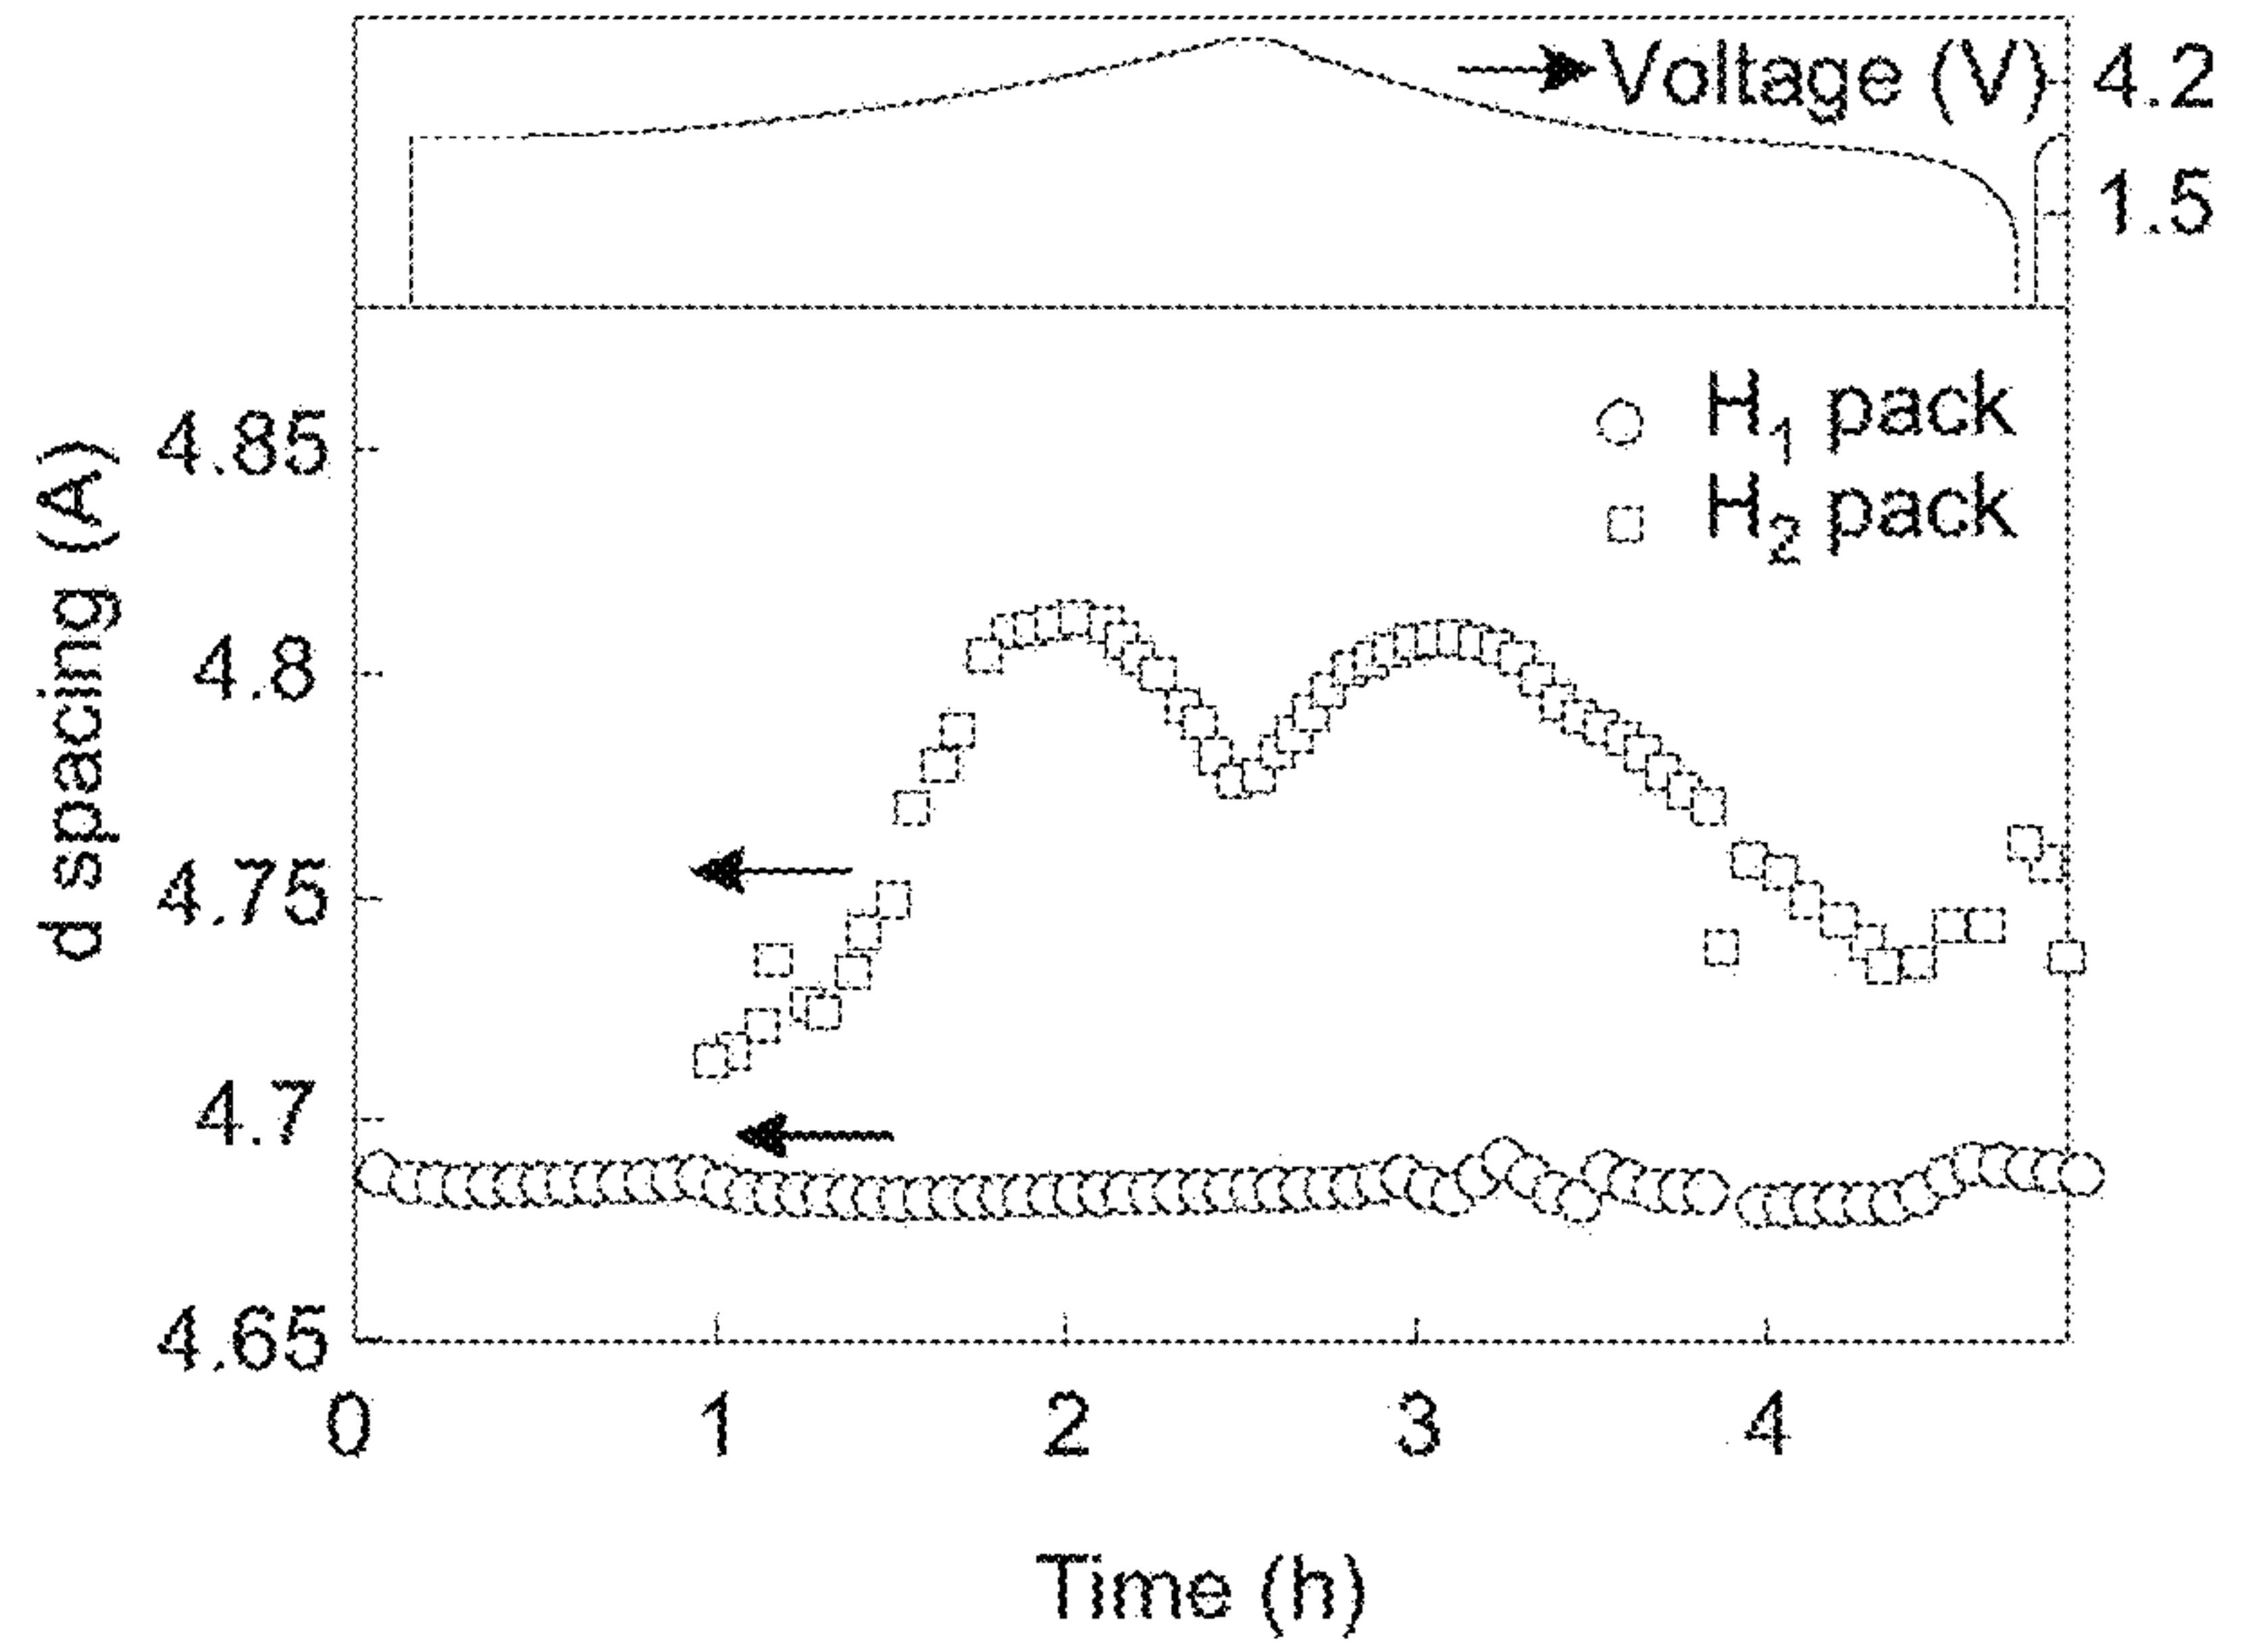 Voltage (V) 4.2
1.5
H1 pack
H2 pack
d spacing (Å)
4.85
4.8
4.75
4.7
4.65
0 1 2 3 4
Time (h)